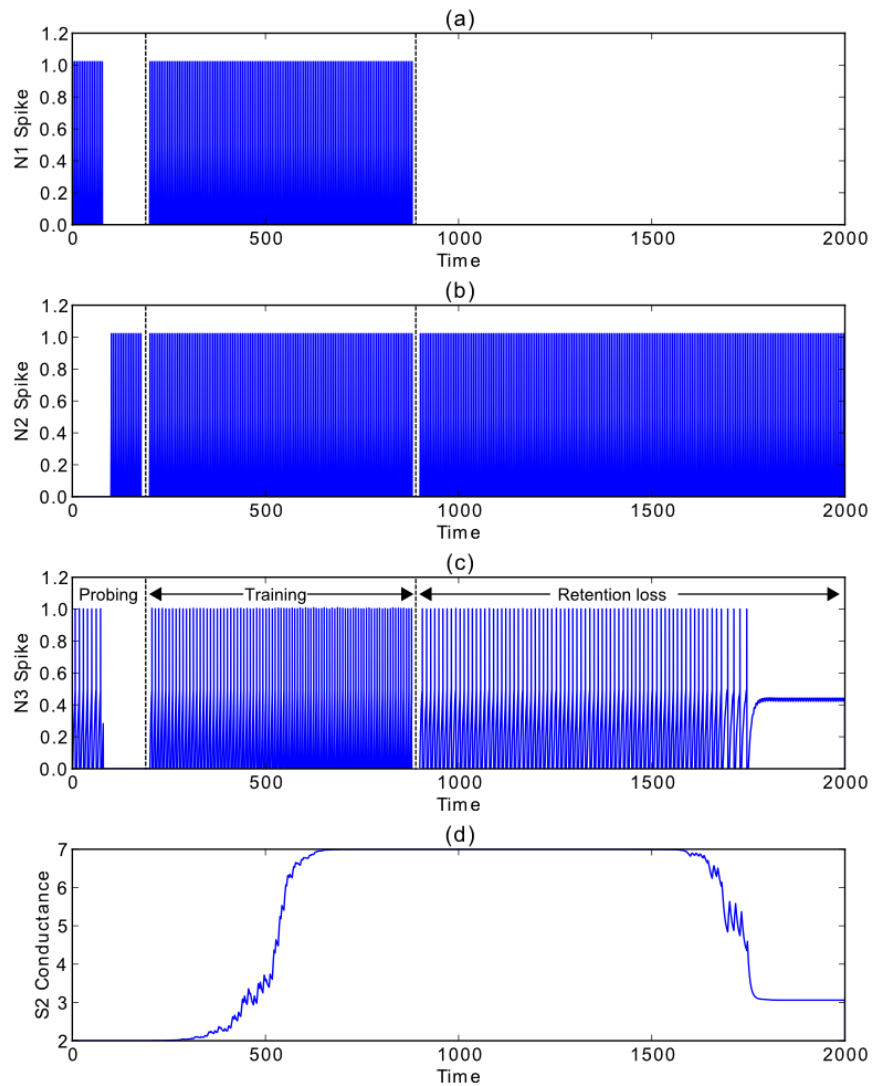 (a)
1.2
1.0
0.8
0.6
0.4
0.2
0.0
N1 Spike
0 500 1000 1500 2000
Time
(b)
1.2
1.0
0.8
0.6
0.4
0.2
0.0
N2 Spike
0 500 1000 1500 2000
Time
(c)
1.2
1.0
0.8
0.6
0.4
0.2
0.0
N3 Spike
Probing Training Retention loss
0 500 1000 1500 2000
Time
(d)
7
6
5
4
3
2
S2 Conductance
0 500 1000 1500 2000
Time